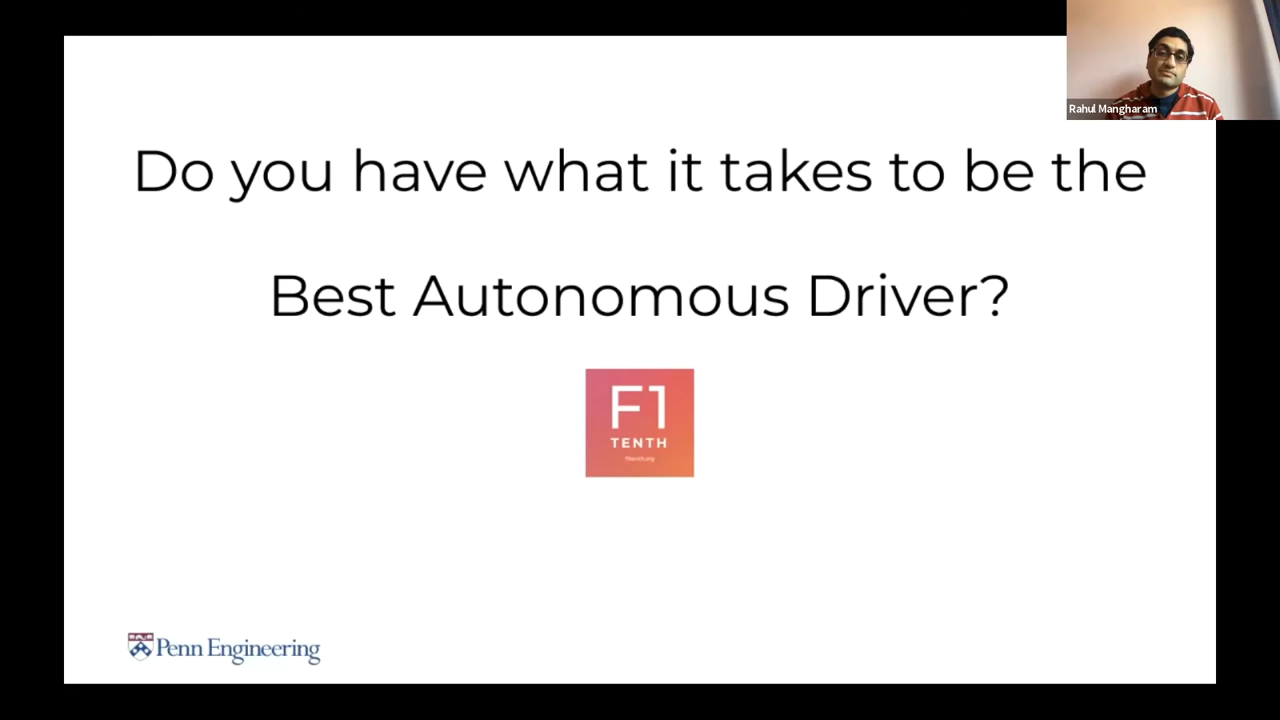 Rahul Mangharam
Do you have what it takes to be the
Best Autonomous Driver?
F1
TENTH
Penn Engineering